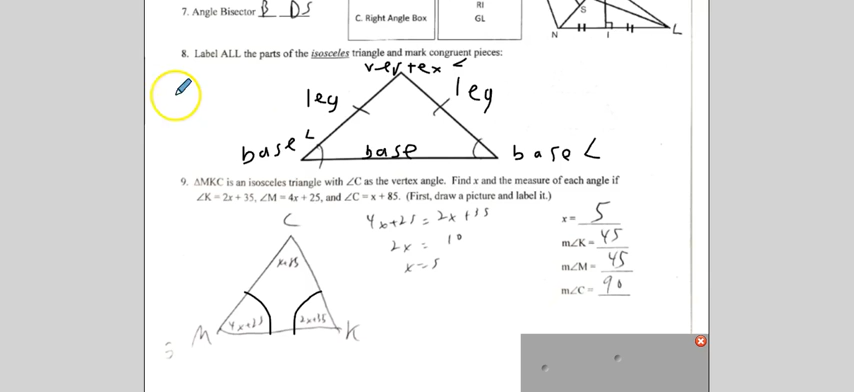 7. Angle Bisector B DS
C. Right Angle Box
RI
GL
S
N
I
L
8. Label ALL the parts of the isosceles triangle and mark congruent pieces:
vertex ∠
leg
leg
base ∠
base
base ∠
9. ΔMKC is an isosceles triangle with ∠C as the vertex angle. Find x and the measure of each angle if
∠K = 2x + 35, ∠M = 4x + 25, and ∠C = x + 85. (First, draw a picture and label it.)
4x+25 = 2x+35
2x = 10
x=5
x = 5
m∠K = 45
m∠M = 45
m∠C = 90
C
x+85
M
4x+25
2x+35
K